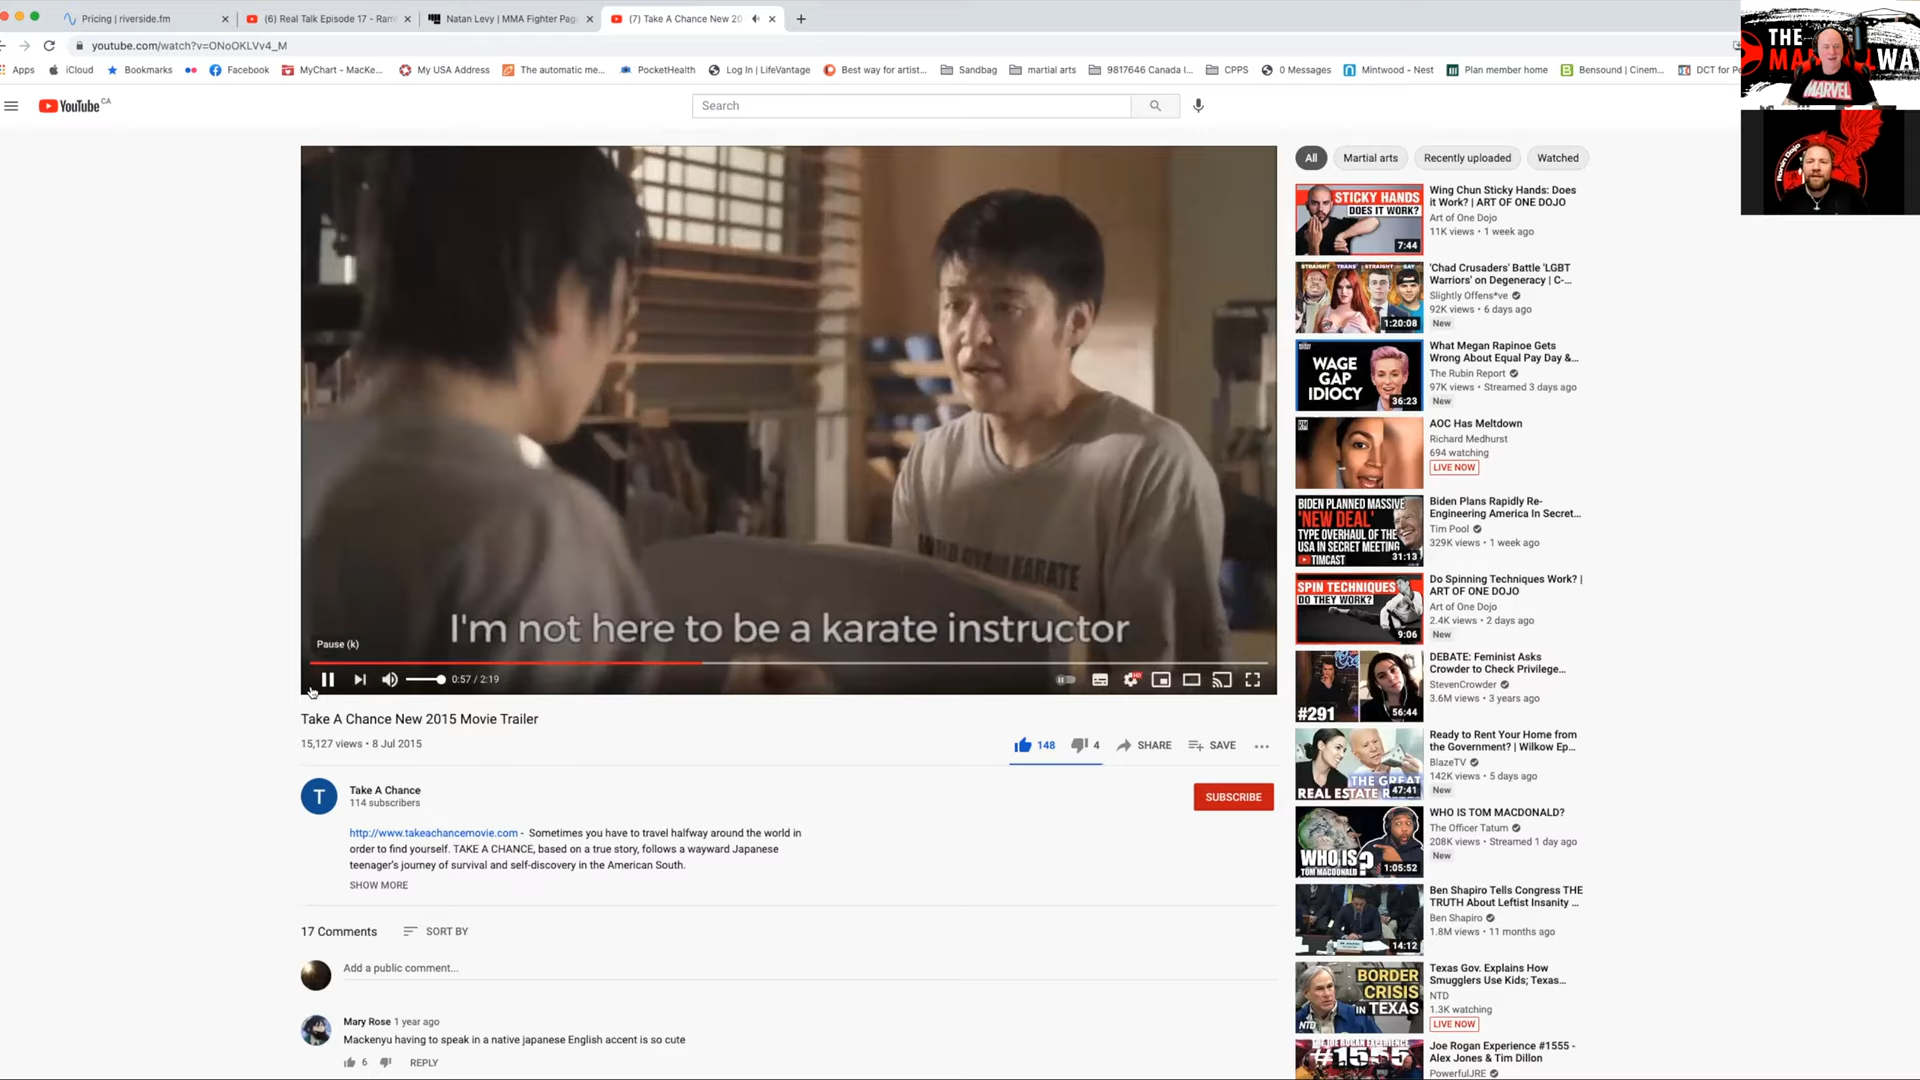 Pricing | riverside.fm
(6) Real Talk Episode 17 - Ram
Natan Levy | MMA Fighter Pag
(7) Take A Chance New 20
youtube.com/watch?v=ONoOKLVv4_M
Apps
iCloud
Bookmarks
Facebook
MyChart - MacKe...
My USA Address
The automatic me...
PocketHealth
Log In | LifeVantage
Best way for artist...
Sandbag
martial arts
9817646 Canada I...
CPPS
0 Messages
Mintwood - Nest
Plan member home
Bensound | Cinem...
DCT for P
THE
WA
MARVEL
Ronin Dojo
YouTube CA
Search
All
Martial arts
Recently uploaded
Watched
KARATE
I'm not here to be a karate instructor
Pause (k)
0:57 / 2:19
HD
Take A Chance New 2015 Movie Trailer
15,127 views • 8 Jul 2015
148
4
SHARE
SAVE
T
Take A Chance
114 subscribers
SUBSCRIBE
http://www.takeachancemovie.com - Sometimes you have to travel halfway around the world in
order to find yourself. TAKE A CHANCE, based on a true story, follows a wayward Japanese
teenager's journey of survival and self-discovery in the American South.
SHOW MORE
17 Comments
SORT BY
Add a public comment...
Mary Rose 1 year ago
Mackenyu having to speak in a native japanese English accent is so cute
6
REPLY
STICKY HANDS
DOES IT WORK?
7:44
Wing Chun Sticky Hands: Does
it Work? | ART OF ONE DOJO
Art of One Dojo
11K views • 1 week ago
STRAIGHT TRANS STRAIGHT GAY
1:20:08
'Chad Crusaders' Battle 'LGBT
Warriors' on Degeneracy | C-...
Slightly Offens*ve
92K views • 6 days ago
New
WAGE
GAP
IDIOCY
36:23
What Megan Rapinoe Gets
Wrong About Equal Pay Day &...
The Rubin Report
97K views • Streamed 3 days ago
New
AOC Has Meltdown
Richard Medhurst
694 watching
LIVE NOW
BIDEN PLANNED MASSIVE
'NEW DEAL'
TYPE OVERHAUL OF THE
USA IN SECRET MEETING
TIMCAST
31:13
Biden Plans Rapidly Re-
Engineering America In Secret...
Tim Pool
329K views • 1 week ago
SPIN TECHNIQUES
DO THEY WORK?
9:06
Do Spinning Techniques Work? |
ART OF ONE DOJO
Art of One Dojo
2.4K views • 2 days ago
New
#291
56:44
DEBATE: Feminist Asks
Crowder to Check Privilege...
StevenCrowder
3.6M views • 3 years ago
THE GREAT
REAL ESTATE R
47:41
Ready to Rent Your Home from
the Government? | Wilkow Ep...
BlazeTV
142K views • 5 days ago
New
WHO IS
TOM MACDONALD?
1:05:52
WHO IS TOM MACDONALD?
The Officer Tatum
208K views • Streamed 1 day ago
New
14:12
Ben Shapiro Tells Congress THE
TRUTH About Leftist Insanity ...
Ben Shapiro
1.8M views • 11 months ago
BORDER
CRISIS
IN TEXAS
NTD
Texas Gov. Explains How
Smugglers Use Kids; Texas...
NTD
1.3K watching
LIVE NOW
THE JOE ROGAN EXPERIENCE
#1555
Joe Rogan Experience #1555 -
Alex Jones & Tim Dillon
PowerfulJRE